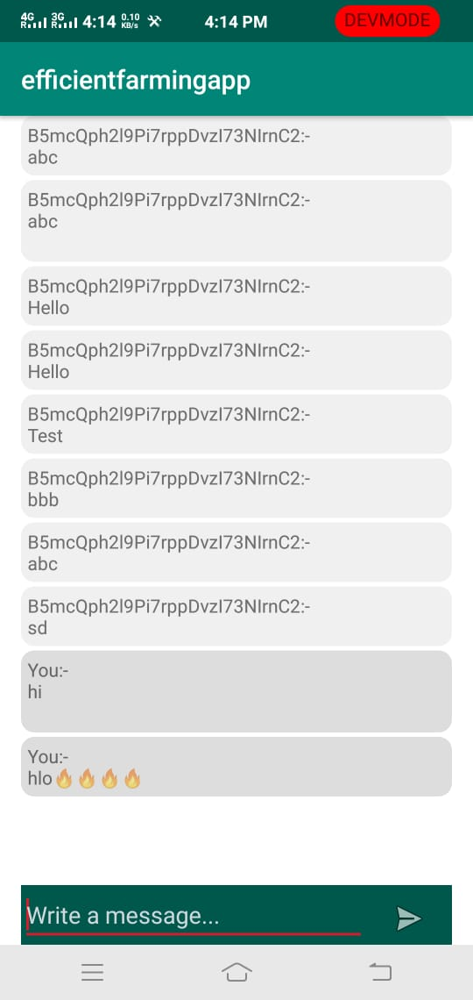 4G R 3G R 4:14 0.10 KB/s 4:14 PM DEVMODE
efficientfarmingapp
B5mcQph2l9Pi7rppDvzI73NIrnC2:-
abc
B5mcQph2l9Pi7rppDvzI73NIrnC2:-
abc
B5mcQph2l9Pi7rppDvzI73NIrnC2:-
Hello
B5mcQph2l9Pi7rppDvzI73NIrnC2:-
Hello
B5mcQph2l9Pi7rppDvzI73NIrnC2:-
Test
B5mcQph2l9Pi7rppDvzI73NIrnC2:-
bbb
B5mcQph2l9Pi7rppDvzI73NIrnC2:-
abc
B5mcQph2l9Pi7rppDvzI73NIrnC2:-
sd
You:-
hi
You:-
hlo🔥🔥🔥🔥
Write a message...